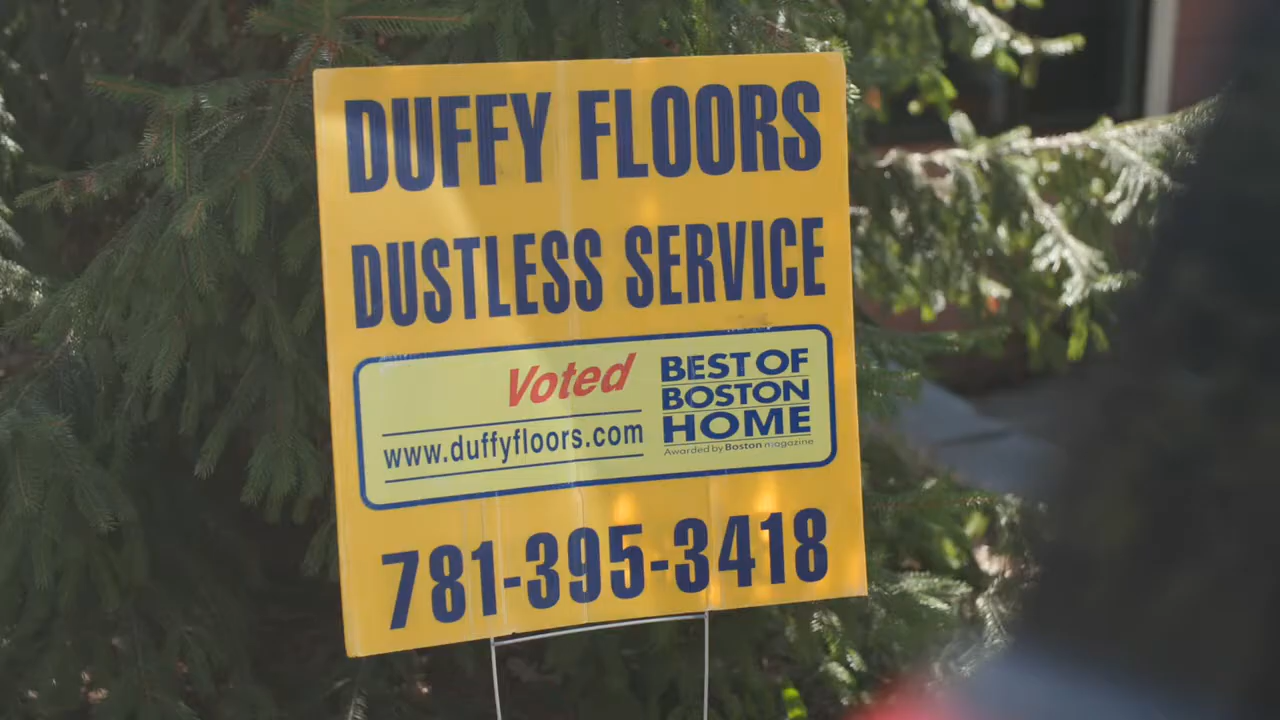 DUFFY FLOORS
DUSTLESS SERVICE
Voted
www.duffyfloors.com
BEST OF
BOSTON
HOME
Awarded by Boston magazine
781-395-3418